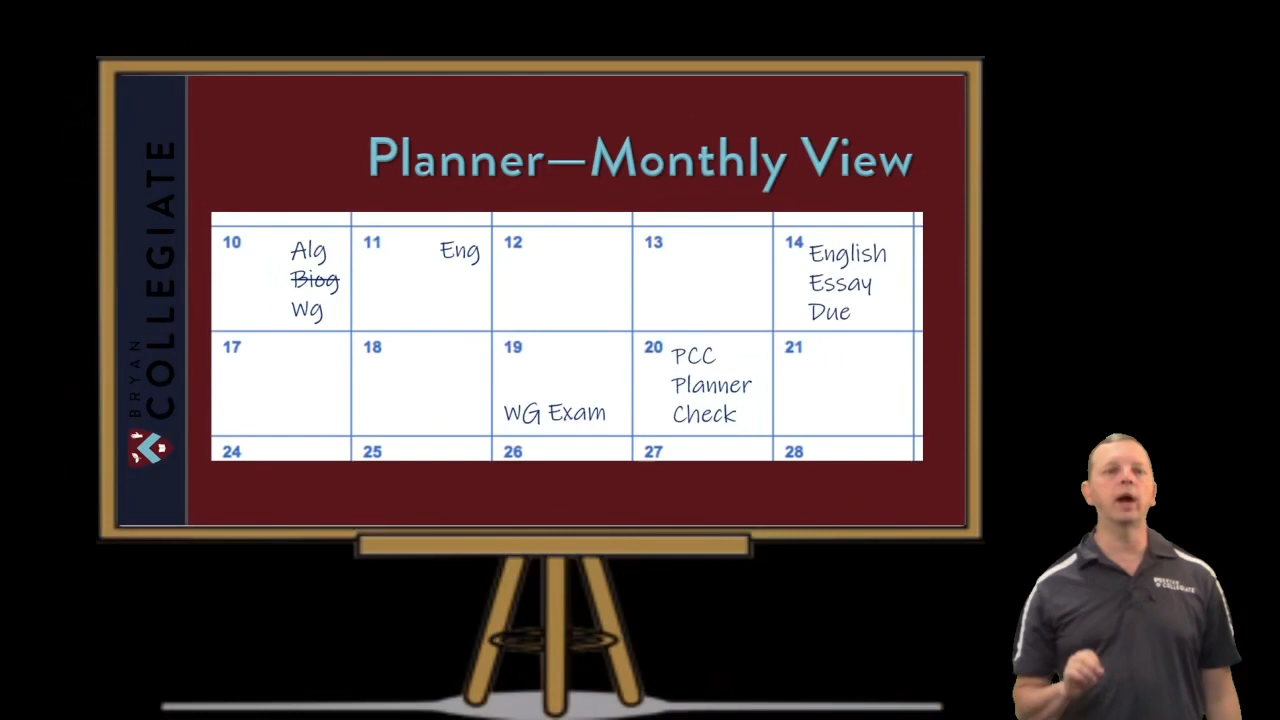 BRYAN
COLLEGIATE
Planner—Monthly View
10 Alg
Biog
Wg
11 Eng
12
13
14 English
Essay
Due
17
18
19
WG Exam
20 PCC
Planner
Check
21
24
25
26
27
28
COLLEGIATE